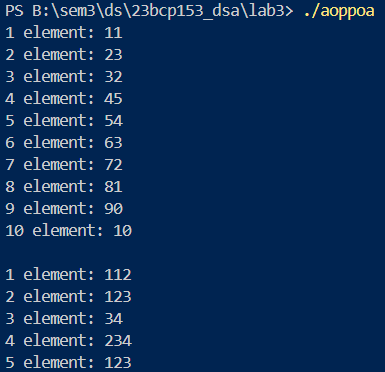 PS B:\sem3\ds\23bcp153_dsa\lab3> ./aoppoa
1 element: 11
2 element: 23
3 element: 32
4 element: 45
5 element: 54
6 element: 63
7 element: 72
8 element: 81
9 element: 90
10 element: 10
1 element: 112
2 element: 123
3 element: 34
4 element: 234
5 element: 123